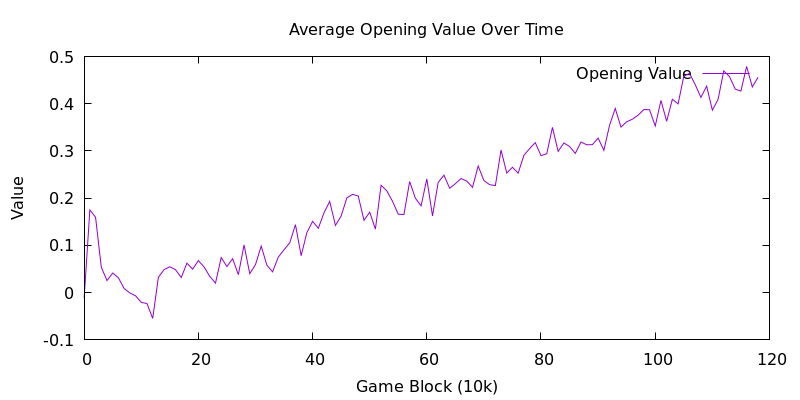 Average Opening Value Over Time
Opening Value
Value
0.5
0.4
0.3
0.2
0.1
0
-0.1
0 20 40 60 80 100 120
Game Block (10k)